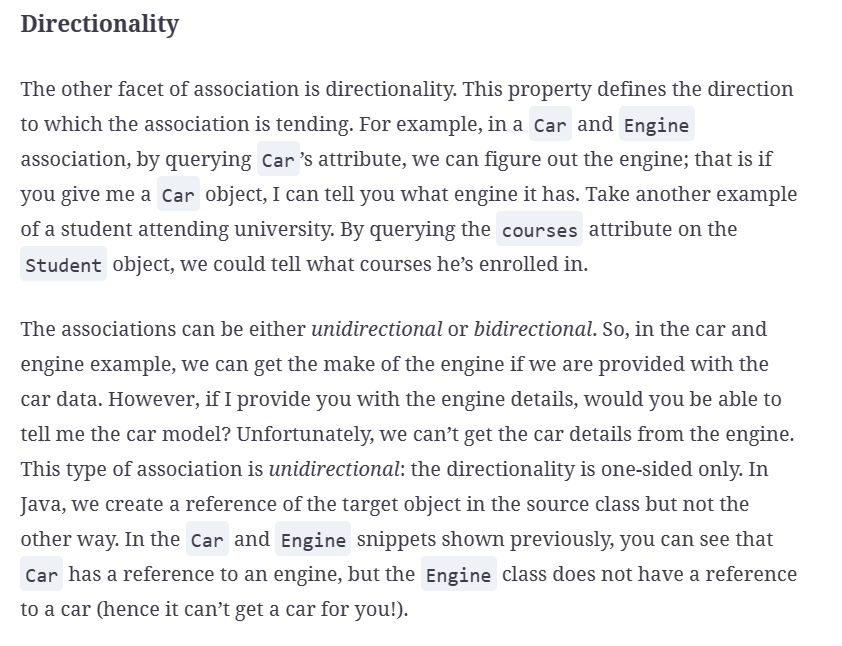 Directionality
The other facet of association is directionality. This property defines the direction
to which the association is tending. For example, in a Car and Engine
association, by querying Car’s attribute, we can figure out the engine; that is if
you give me a Car object, I can tell you what engine it has. Take another example
of a student attending university. By querying the courses attribute on the
Student object, we could tell what courses he’s enrolled in.
The associations can be either unidirectional or bidirectional. So, in the car and
engine example, we can get the make of the engine if we are provided with the
car data. However, if I provide you with the engine details, would you be able to
tell me the car model? Unfortunately, we can’t get the car details from the engine.
This type of association is unidirectional: the directionality is one-sided only. In
Java, we create a reference of the target object in the source class but not the
other way. In the Car and Engine snippets shown previously, you can see that
Car has a reference to an engine, but the Engine class does not have a reference
to a car (hence it can’t get a car for you!).